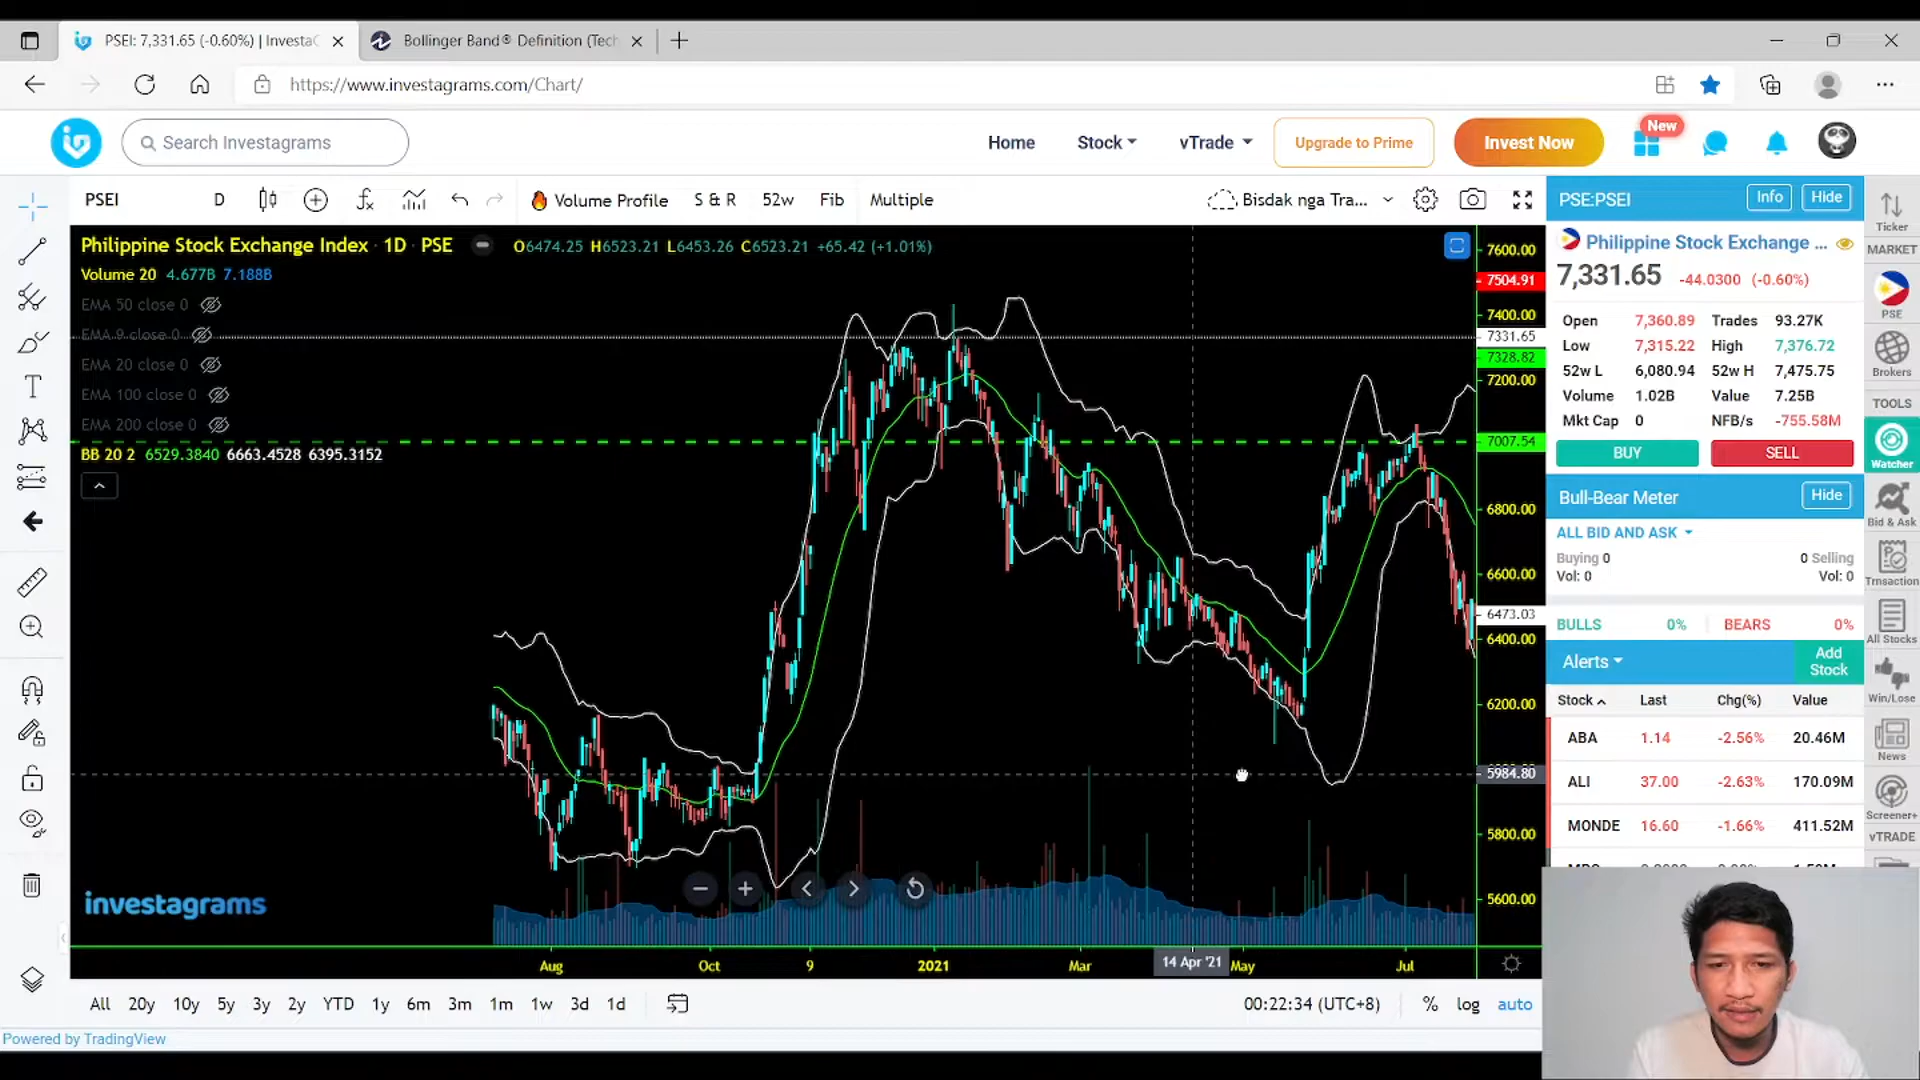 PSEI: 7,331.65 (-0.60%) | InvestaG
Bollinger Band® Definition (Tech
https://www.investagrams.com/Chart/
Search Investagrams
Home
Stock
vTrade
Upgrade to Prime
Invest Now
New
PSEI
D
Volume Profile
S & R
52w
Fib
Multiple
Bisdak nga Tra...
Philippine Stock Exchange Index · 1D · PSE
O6474.25 H6523.21 L6453.26 C6523.21 +65.42 (+1.01%)
Volume 20 4.677B 7.188B
EMA 50 close 0
EMA 9 close 0
EMA 20 close 0
EMA 100 close 0
EMA 200 close 0
BB 20 2 6529.3840 6663.4528 6395.3152
7600.00
7504.91
7400.00
7331.65
7328.82
7200.00
7007.54
6800.00
6600.00
6473.03
6400.00
6200.00
5984.80
5800.00
5600.00
investagrams
Aug
Oct
9
2021
Mar
14 Apr '21
May
Jul
All 20y 10y 5y 3y 2y YTD 1y 6m 3m 1m 1w 3d 1d
00:22:34 (UTC+8)
%
log
auto
Powered by TradingView
PSE:PSEI
Info
Hide
Philippine Stock Exchange ...
7,331.65 -44.0300 (-0.60%)
Open 7,360.89 Trades 93.27K
Low 7,315.22 High 7,376.72
52w L 6,080.94 52w H 7,475.75
Volume 1.02B Value 7.25B
Mkt Cap 0 NFB/s -755.58M
BUY
SELL
Bull-Bear Meter
Hide
ALL BID AND ASK
Buying 0
0 Selling
Vol: 0
Vol: 0
BULLS 0% BEARS 0%
Alerts
Add Stock
Stock Last Chg(%) Value
ABA 1.14 -2.56% 20.46M
ALI 37.00 -2.63% 170.09M
MONDE 16.60 -1.66% 411.52M
Ticker
MARKET
PSE
Brokers
TOOLS
Watcher
Bid & Ask
Trnsaction
All Stocks
Win/Lose
News
Screener+
vTRADE